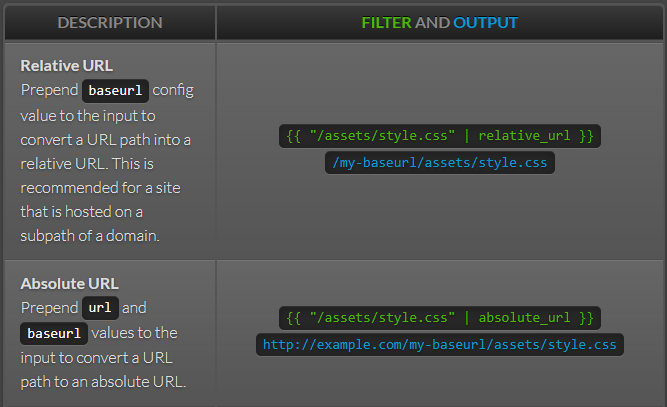 DESCRIPTION
FILTER AND OUTPUT
Relative URL
Prepend baseurl config
value to the input to
convert a URL path into a
relative URL. This is
recommended for a site
that is hosted on a
subpath of a domain.
{{ "/assets/style.css" | relative_url }}
/my-baseurl/assets/style.css
Absolute URL
Prepend url and
baseurl values to the
input to convert a URL
path to an absolute URL.
{{ "/assets/style.css" | absolute_url }}
http://example.com/my-baseurl/assets/style.css